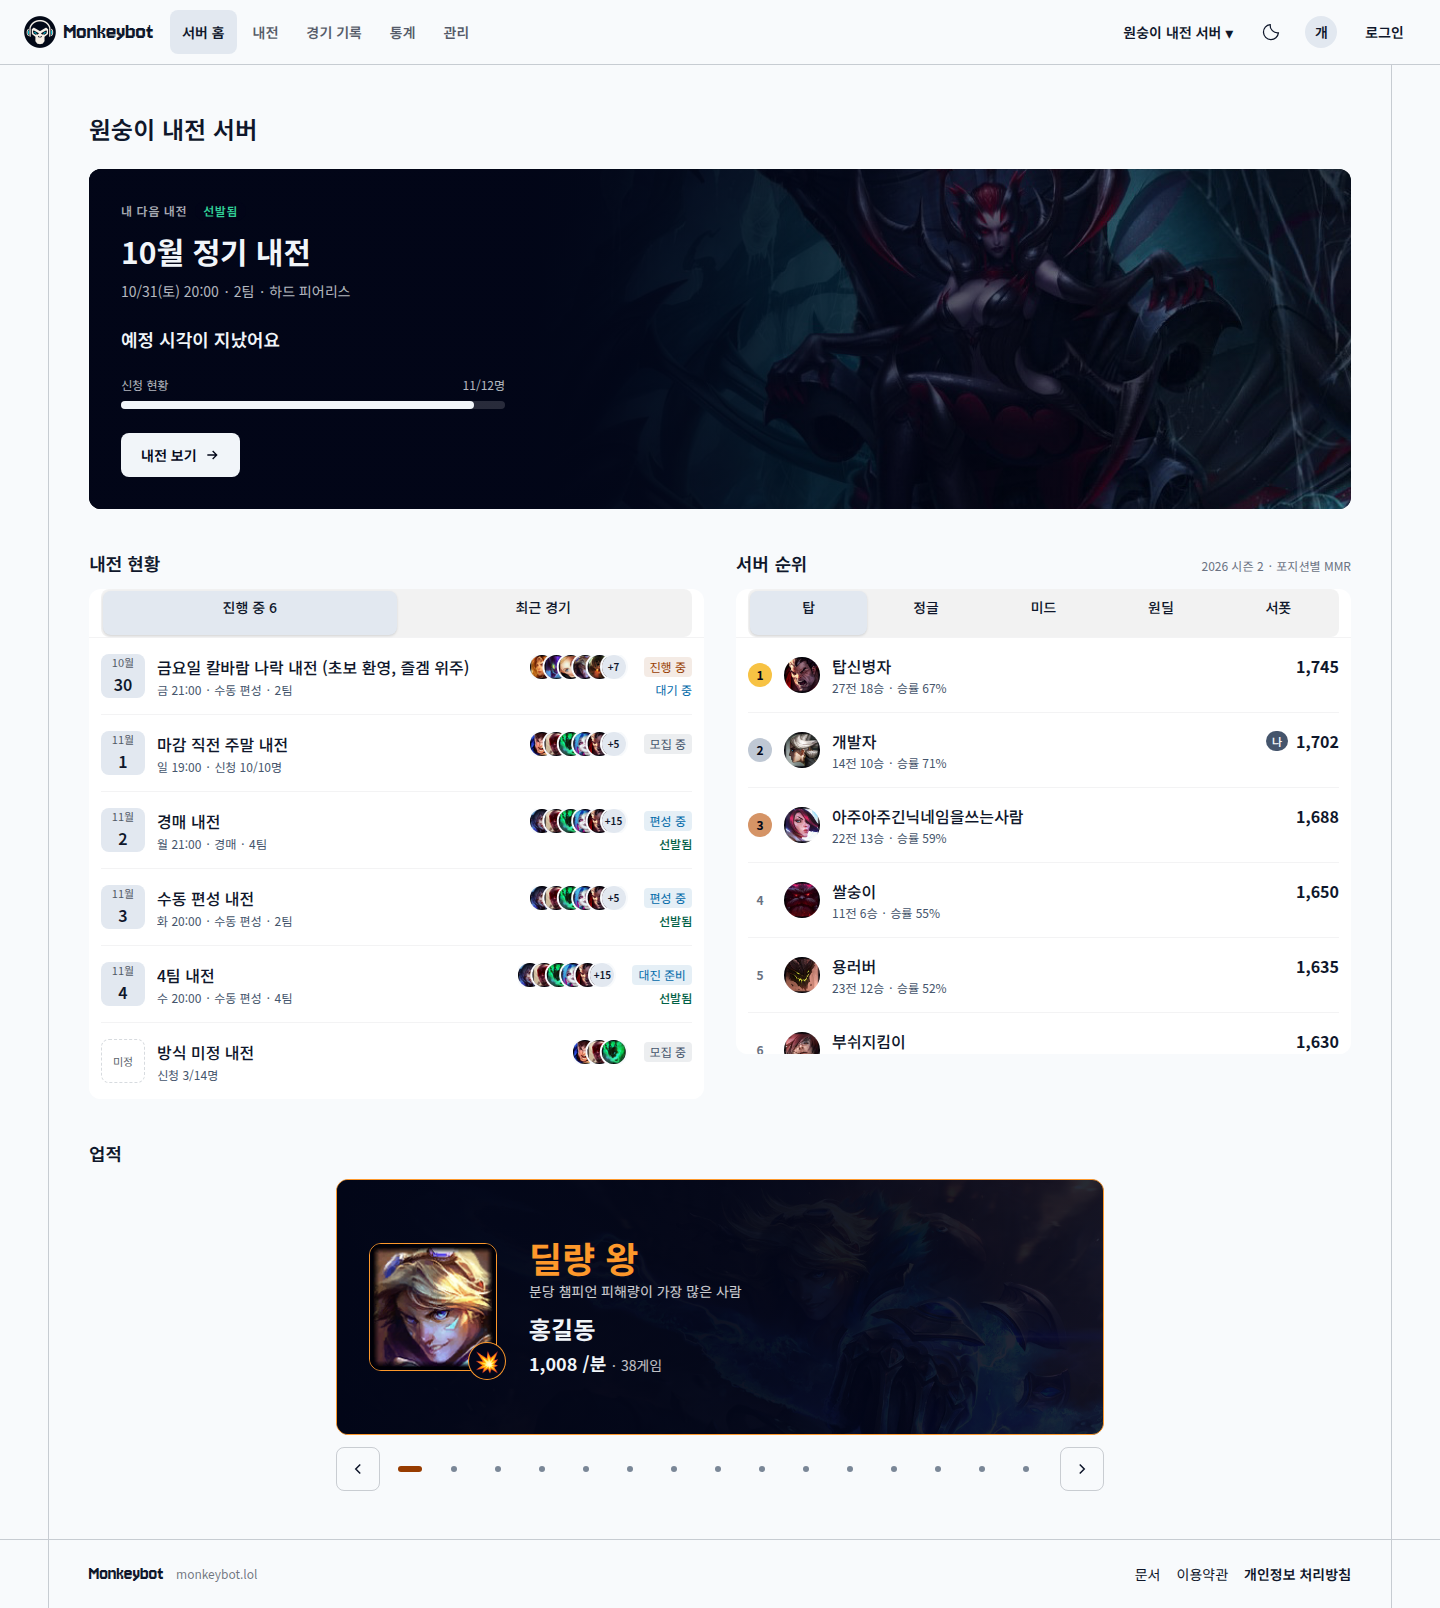 Monkeybot 서버 홈 내전 경기 기록 통계 관리 원숭이 내전 서버 ▾ 개 로그인
원숭이 내전 서버
내 다음 내전 선발됨
10월 정기 내전
10/31(토) 20:00 · 2팀 · 하드 피어리스
예정 시각이 지났어요
신청 현황 11/12명
내전 보기 →
내전 현황
진행 중 6 최근 경기
10월 30 금요일 칼바람 나락 내전 (초보 환영, 즐겜 위주) +7 진행 중
금 21:00 · 수동 편성 · 2팀 대기 중
11월 1 마감 직전 주말 내전 +5 모집 중
일 19:00 · 신청 10/10명
11월 2 경매 내전 +15 편성 중
월 21:00 · 경매 · 4팀 선발됨
11월 3 수동 편성 내전 +5 편성 중
화 20:00 · 수동 편성 · 2팀 선발됨
11월 4 4팀 내전 +15 대진 준비
수 20:00 · 수동 편성 · 4팀 선발됨
미정 방식 미정 내전 모집 중
신청 3/14명
서버 순위 2026 시즌 2 · 포지션별 MMR
탑 정글 미드 원딜 서폿
1 탑신병자 1,745
27전 18승 · 승률 67%
2 개발자 나 1,702
14전 10승 · 승률 71%
3 아주아주긴닉네임을쓰는사람 1,688
22전 13승 · 승률 59%
4 쌀숭이 1,650
11전 6승 · 승률 55%
5 용러버 1,635
23전 12승 · 승률 52%
6 부쉬지킴이 1,630
업적
딜량 왕
분당 챔피언 피해량이 가장 많은 사람
홍길동
1,008 /분 · 38게임
Monkeybot monkeybot.lol 문서 이용약관 개인정보 처리방침